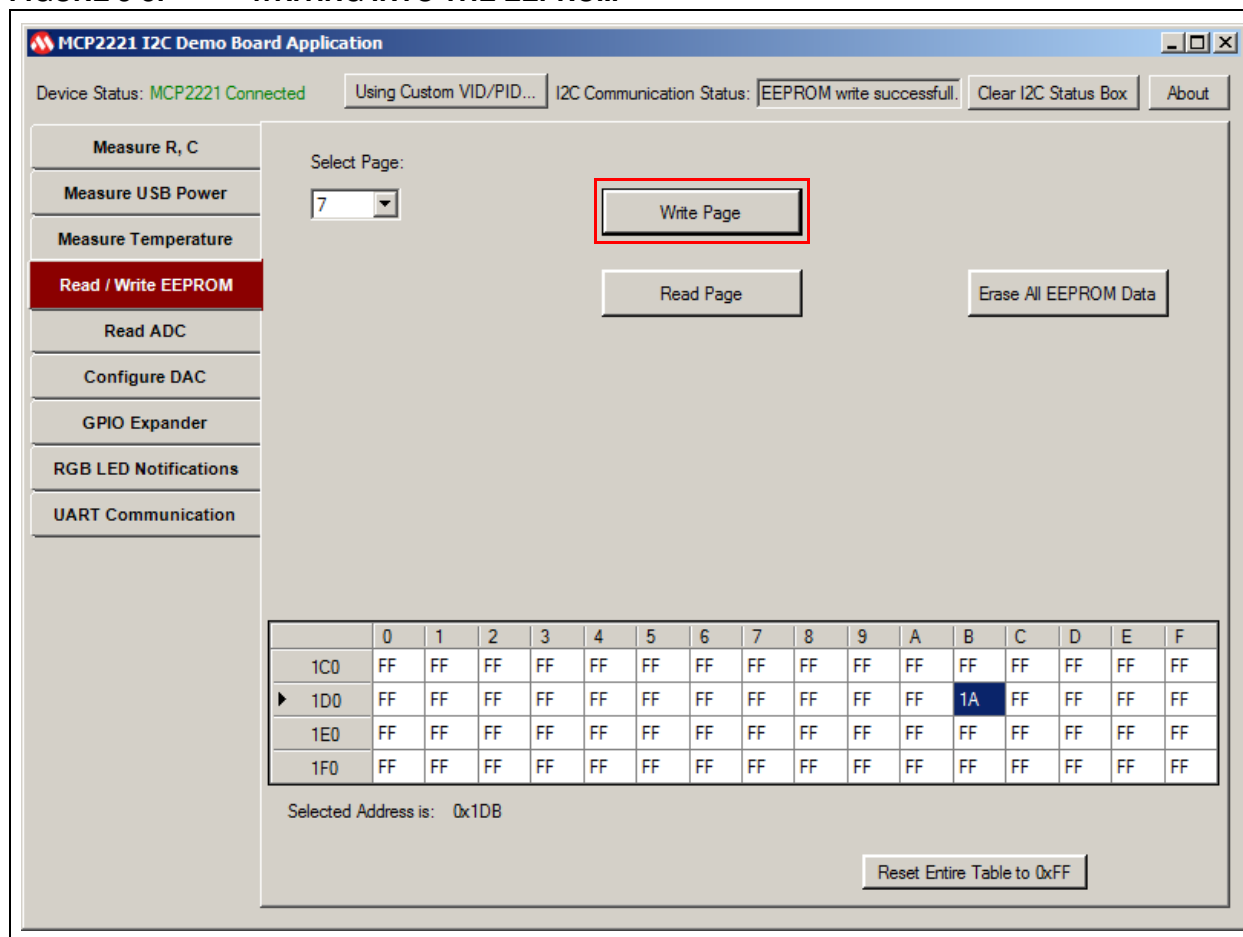 MCP2221 I2C Demo Board Application
Device Status: MCP2221 Connected Using Custom VID/PID... I2C Communication Status: EEPROM write successfull. Clear I2C Status Box About
Measure R, C
Measure USB Power
Measure Temperature
Read / Write EEPROM
Read ADC
Configure DAC
GPIO Expander
RGB LED Notifications
UART Communication
Select Page:
7
Write Page
Read Page
Erase All EEPROM Data
0 1 2 3 4 5 6 7 8 9 A B C D E F
1C0 FF FF FF FF FF FF FF FF FF FF FF FF FF FF FF FF
1D0 FF FF FF FF FF FF FF FF FF FF FF 1A FF FF FF FF
1E0 FF FF FF FF FF FF FF FF FF FF FF FF FF FF FF FF
1F0 FF FF FF FF FF FF FF FF FF FF FF FF FF FF FF FF
Selected Address is: 0x1DB
Reset Entire Table to 0xFF